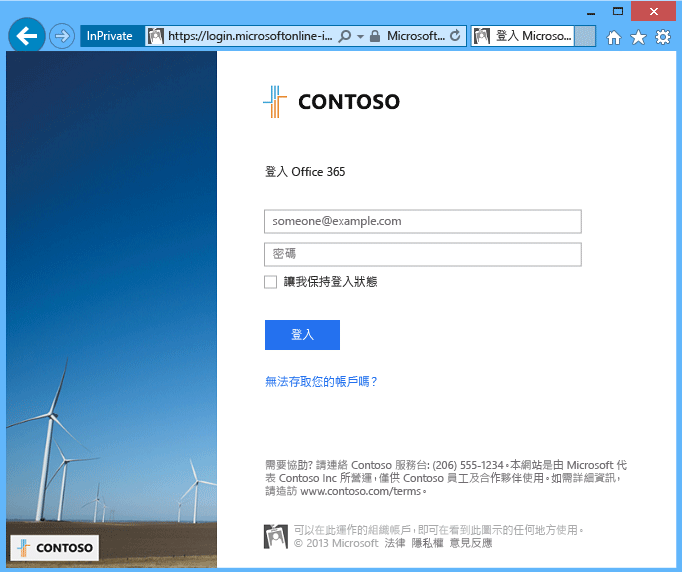 InPrivate
https://login.microsoftonline-i...
Microsoft...
登入 Microso...
CONTOSO
登入 Office 365
someone@example.com
密碼
讓我保持登入狀態
登入
無法存取您的帳戶嗎?
需要協助? 請連絡 Contoso 服務台: (206) 555-1234。本網站是由 Microsoft 代
表 Contoso Inc 所營運，僅供 Contoso 員工及合作夥伴使用。如需詳細資訊，
請造訪 www.contoso.com/terms。
CONTOSO
可以在此運作的組織帳戶，即可在看到此圖示的任何地方使用。
© 2013 Microsoft 法律 隱私權 意見反應